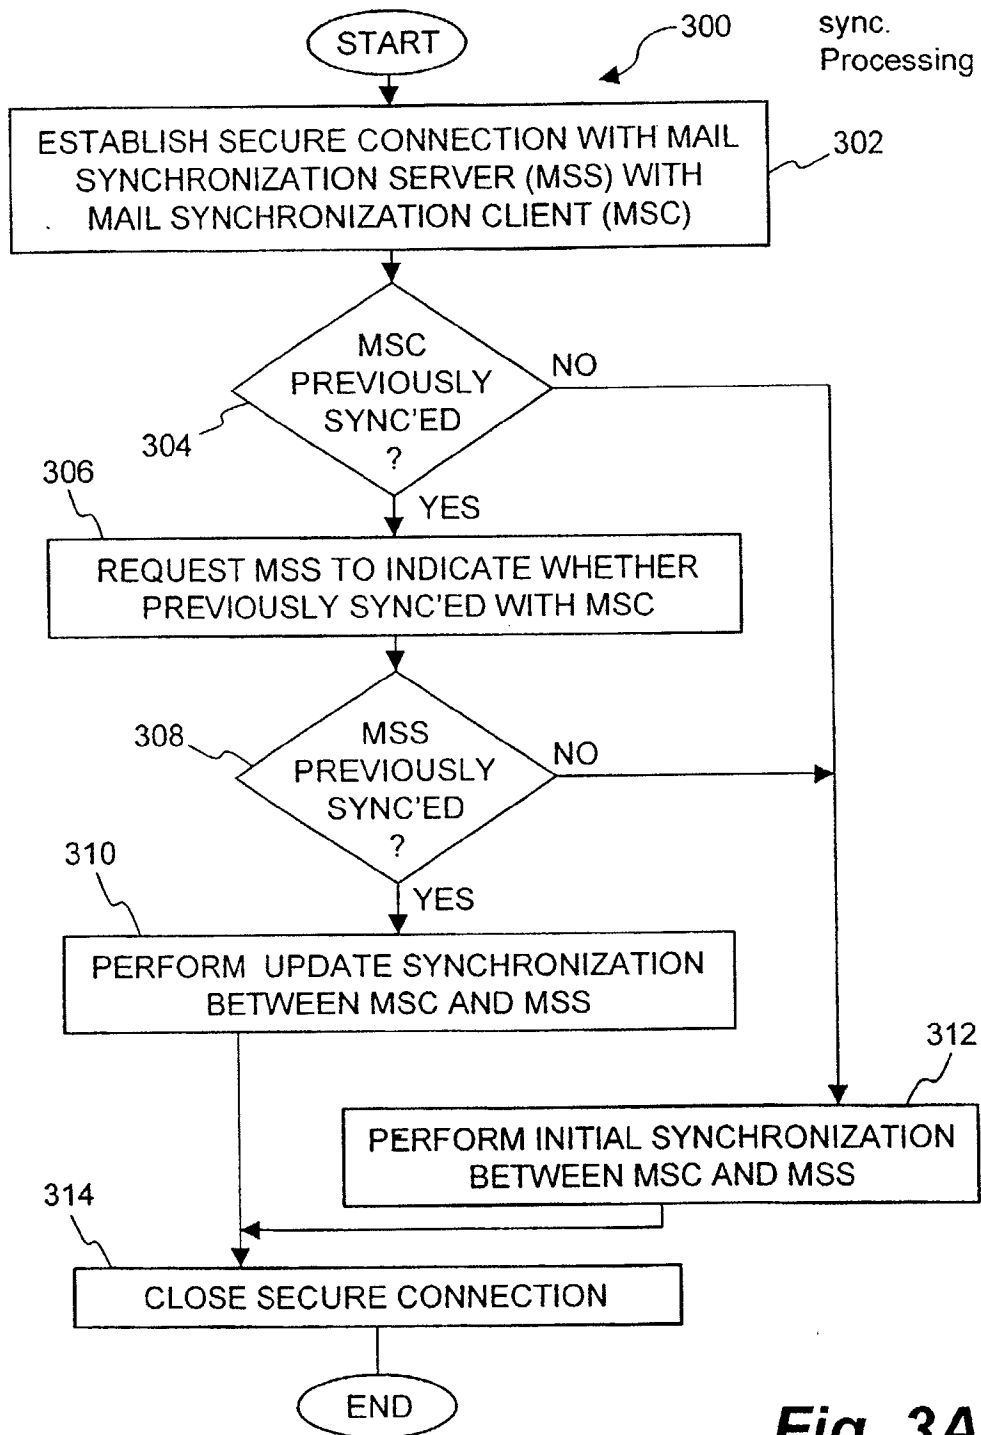 START
300
sync.
Processing
ESTABLISH SECURE CONNECTION WITH MAIL
SYNCHRONIZATION SERVER (MSS) WITH
MAIL SYNCHRONIZATION CLIENT (MSC)
302
MSC
PREVIOUSLY
SYNC'ED
?
NO
304
YES
306
REQUEST MSS TO INDICATE WHETHER
PREVIOUSLY SYNC'ED WITH MSC
308
MSS
PREVIOUSLY
SYNC'ED
?
NO
YES
310
PERFORM UPDATE SYNCHRONIZATION
BETWEEN MSC AND MSS
312
PERFORM INITIAL SYNCHRONIZATION
BETWEEN MSC AND MSS
314
CLOSE SECURE CONNECTION
END
Fig. 3A